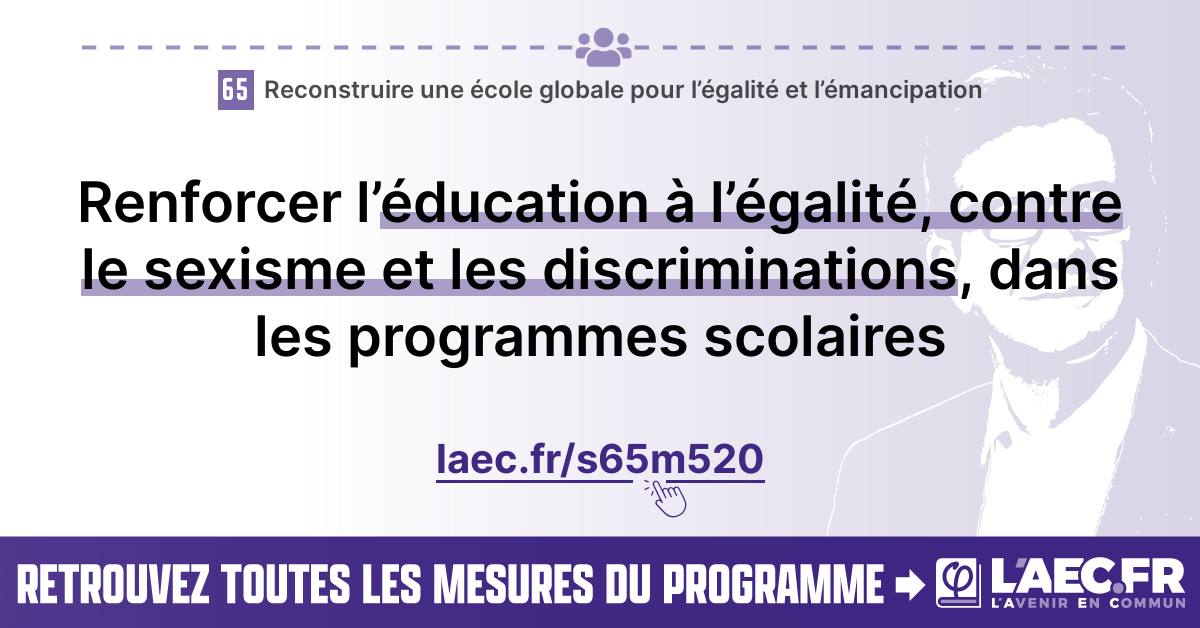 65 Reconstruire une école globale pour l’égalité et l’émancipation
Renforcer l’éducation à l’égalité, contre
le sexisme et les discriminations, dans
les programmes scolaires
laec.fr/s65m520
RETROUVEZ TOUTES LES MESURES DU PROGRAMME
L'AEC.FR
L'AVENIR EN COMMUN